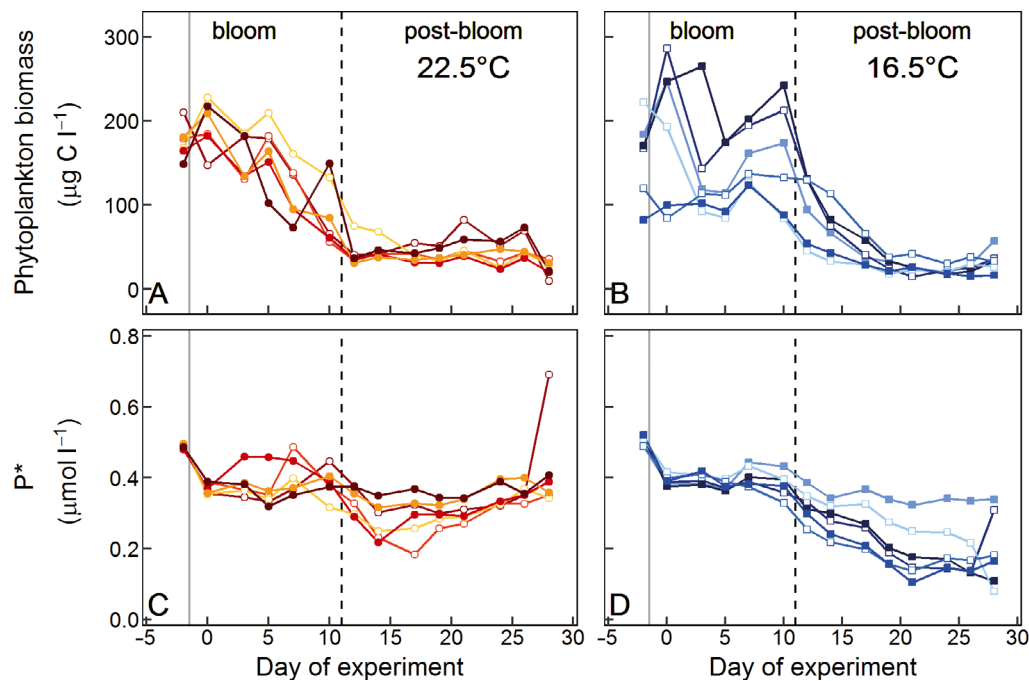 bloom
post-bloom
22.5°C
bloom
post-bloom
16.5°C
Phytoplankton biomass
(µg C l⁻¹)
300
200
100
0
A
B
P*
(µmol l⁻¹)
0.8
0.6
0.4
0.2
0.0
C
D
−5 0 5 10 15 20 25 30
−5 0 5 10 15 20 25 30
Day of experiment
Day of experiment